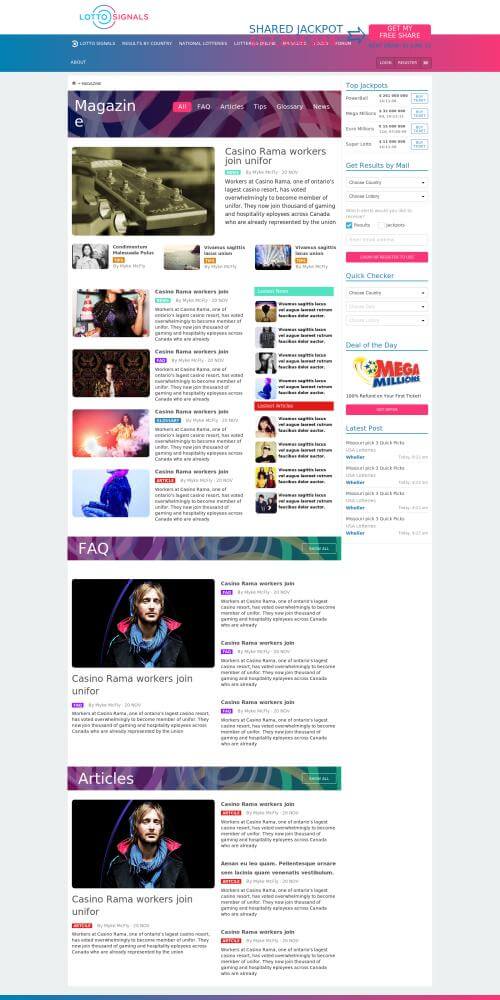 LOTTO SIGNALS
SHARED JACKPOT
GET MY
FREE SHARE
LOTTO SIGNALS RESULTS BY COUNTRY NATIONAL LOTTERIES FORUM
ABOUT
LOGIN REGISTER
MAGAZINE
Magazin
e
All FAQ Articles Tips Glossary News
Casino Rama workers
join unifor
NEWS By Myke McFly · 20 NOV
Workers at Casino Rama, one of ontario's
lagest casino resort, has voted
overwhelmingly to become member of
unifor. They now join thousand of gaming
and hospitality eployees across Canada
who are already represented by the union
Condimentum
Malesuada Pulus
TIPS
By Myke McFly
Vivamus sagittis
lacus union
TIPS
By Myke McFly
Vivamus sagittis
lacus union
TIPS
By Myke McFly
Casino Rama workers join
NEWS By Myke McFly · 20 NOV
Workers at Casino Rama, one of
ontario's lagest casino resort, has
voted overwhelmingly to become
member of unifor. They now join
thousand of gaming and hospitality
eployees across Canada who are
already
Casino Rama workers join
FAQ By Myke McFly · 20 NOV
Workers at Casino Rama, one of
ontario's lagest casino resort, has
voted overwhelmingly to become
member of unifor. They now join
thousand of gaming and hospitality
eployees across Canada who are
already
Casino Rama workers join
GLOSSARY By Myke McFly · 20 NOV
Workers at Casino Rama, one of
ontario's lagest casino resort, has
voted overwhelmingly to become
member of unifor. They now join
thousand of gaming and hospitality
eployees across Canada who are
already
Casino Rama workers join
ARTICLE By Myke McFly · 20 NOV
Workers at Casino Rama, one of
ontario's lagest casino resort, has
voted overwhelmingly to become
member of unifor. They now join
thousand of gaming and hospitality
eployees across Canada who are
already
Latest News
Vivamus sagittis lacus
vel augue laoreet rutrum
faucibus dolor auctor.
Vivamus sagittis lacus
vel augue laoreet rutrum
faucibus dolor auctor.
Vivamus sagittis lacus
vel augue laoreet rutrum
faucibus dolor auctor.
Vivamus sagittis lacus
vel augue laoreet rutrum
faucibus dolor auctor.
Lastest Articles
Vivamus sagittis lacus
vel augue laoreet rutrum
faucibus dolor auctor.
Vivamus sagittis lacus
vel augue laoreet rutrum
faucibus dolor auctor.
Vivamus sagittis lacus
vel augue laoreet rutrum
faucibus dolor auctor.
Vivamus sagittis lacus
vel augue laoreet rutrum
faucibus dolor auctor.
FAQ
SHOW ALL
Casino Rama workers join
unifor
FAQ By Myke McFly · 20 NOV
Workers at Casino Rama, one of ontario's lagest casino resort,
has voted overwhelmingly to become member of unifor. They
now join thousand of gaming and hospitality eployees across
Canada who are already represented by the union
Casino Rama workers join
FAQ By Myke McFly · 20 NOV
Workers at Casino Rama, one of ontario's lagest casino
resort, has voted overwhelmingly to become member of
unifor. They now join thousand of gaming and
hospitality eployees across Canada who are already
Casino Rama workers join
FAQ By Myke McFly · 20 NOV
Workers at Casino Rama, one of ontario's lagest casino
resort, has voted overwhelmingly to become member of
unifor. They now join thousand of gaming and
hospitality eployees across Canada who are already
Casino Rama workers join
FAQ By Myke McFly · 20 NOV
Workers at Casino Rama, one of ontario's lagest casino
resort, has voted overwhelmingly to become member of
unifor. They now join thousand of gaming and
hospitality eployees across Canada who are already
Articles
SHOW ALL
Casino Rama workers join
unifor
By Myke McFly · 20 NOV
Workers at Casino Rama, one of ontario's lagest casino resort,
has voted overwhelmingly to become member of unifor. They
now join thousand of gaming and hospitality eployees across
Canada who are already represented by the union
Casino Rama workers join
By Myke McFly · 20 NOV
Workers at Casino Rama, one of ontario's lagest casino
resort, has voted overwhelmingly to become member of
unifor. They now join thousand of gaming and
hospitality eployees across Canada who are already
Aenean eu leo quam. Pellentesque ornare
sem lacinia quam venenatis vestibulum.
By Myke McFly · 20 NOV
Workers at Casino Rama, one of ontario's lagest casino
resort, has voted overwhelmingly to become member of
unifor. They now join thousand of gaming and
hospitality eployees across Canada who are already
Casino Rama workers join
By Myke McFly · 20 NOV
Workers at Casino Rama, one of ontario's lagest casino
resort, has voted overwhelmingly to become member of
unifor. They now join thousand of gaming and
hospitality eployees across Canada who are already
Top Jackpots
PowerBall BUY TICKET
Mega Millions BUY TICKET
Euro Millions BUY TICKET
Super Lotto BUY TICKET
Get Results by Mail
Choose Country
Choose Lottery
Which alerts would you like to
receive?
Results Jackpots
Enter email address
LOGIN OR REGISTER TO USE
Quick Checker
Choose Country
Choose Date
Choose Lottery
Deal of the Day
MEGA
MILLIONS
100% Refund on Your First Ticket!
GET OFFER
Latest Post
Missouri pick 3 Quick Picks
USA Lotteries
Wheller
Missouri pick 3 Quick Picks
USA Lotteries
Wheller
Missouri pick 3 Quick Picks
USA Lotteries
Wheller
Missouri pick 3 Quick Picks
USA Lotteries
Wheller